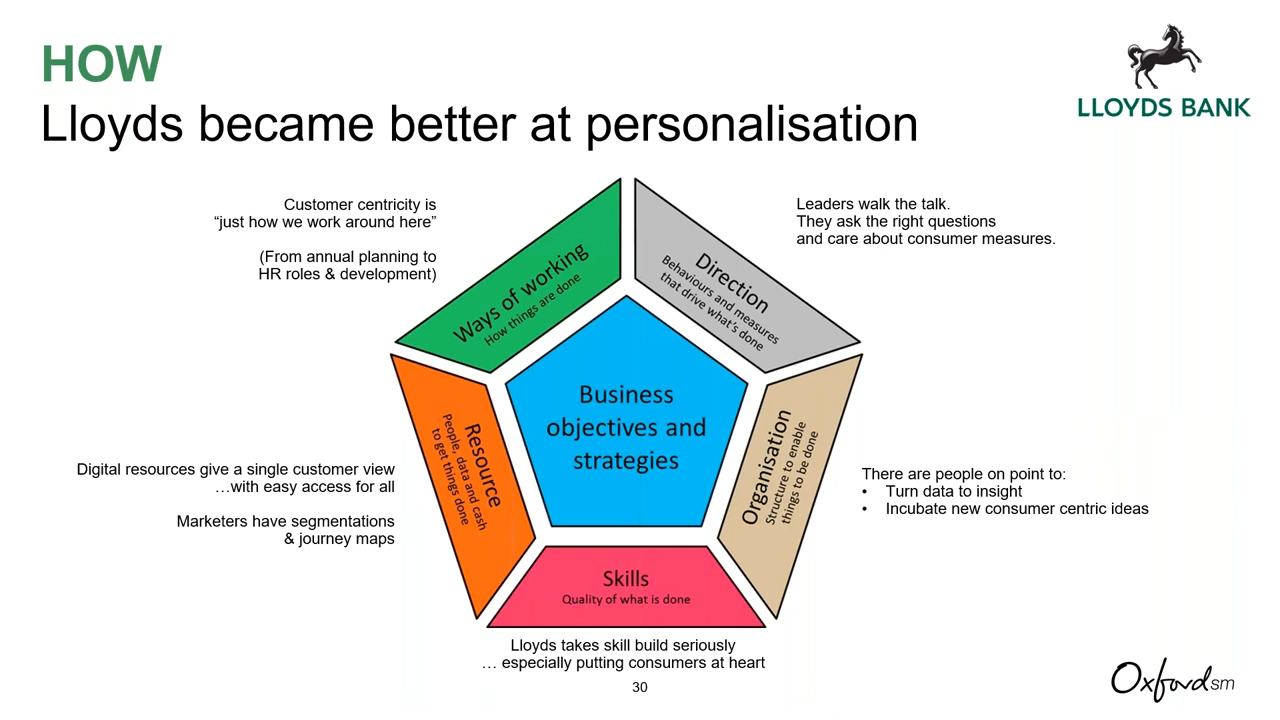 HOW
Lloyds became better at personalisation
LLOYDS BANK
Customer centricity is
“just how we work around here”
(From annual planning to
HR roles & development)
Leaders walk the talk.
They ask the right questions
and care about consumer measures.
Ways of working
How things are done
Direction
Behaviours and measures
that drive what's done
Business
objectives and
strategies
Resource
People, data and cash
to get things done
Organisation
Structure to enable
things to be done
Digital resources give a single customer view
…with easy access for all
Marketers have segmentations
& journey maps
There are people on point to:
• Turn data to insight
• Incubate new consumer centric ideas
Skills
Quality of what is done
Lloyds takes skill build seriously
… especially putting consumers at heart
30
Oxford sm